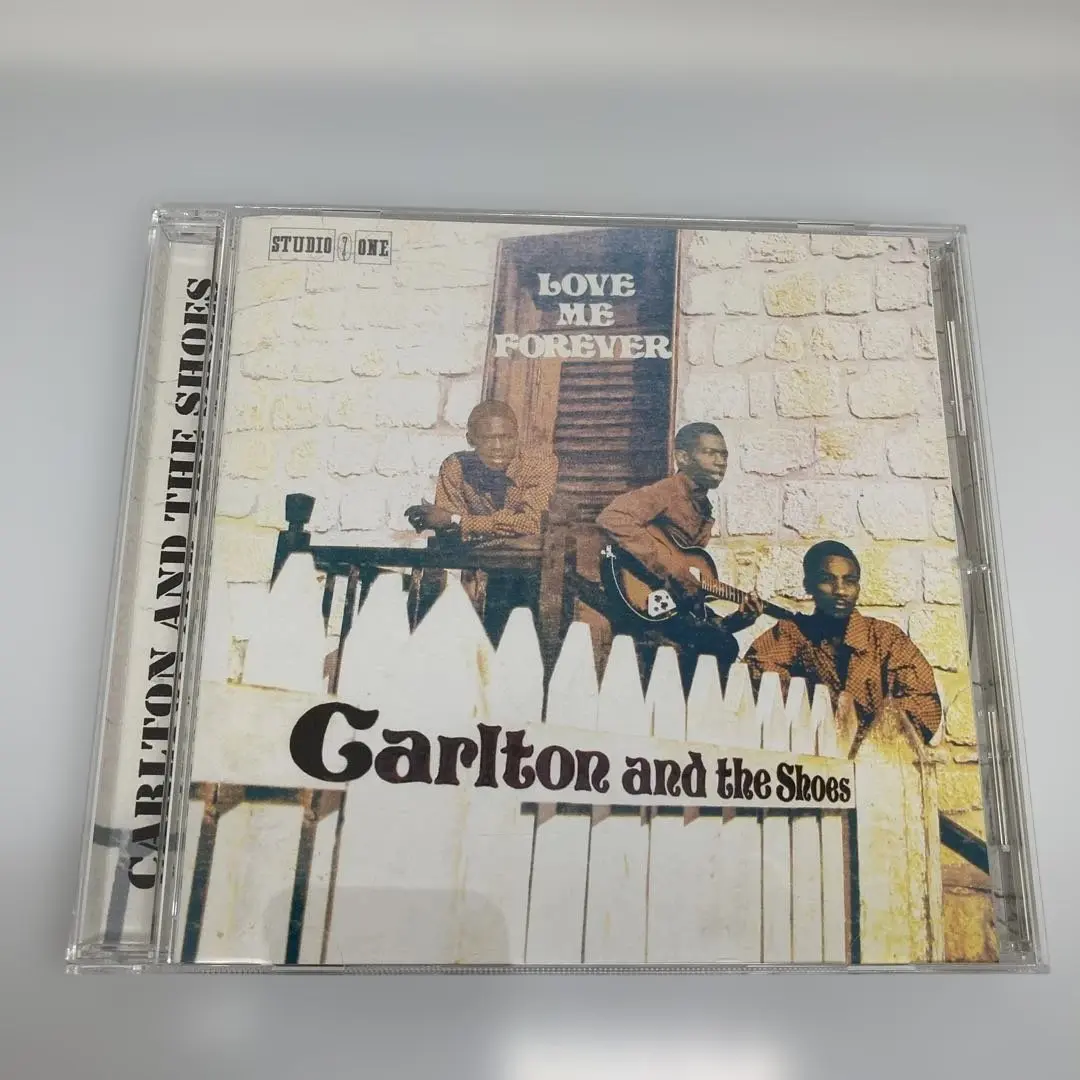 STUDIO ONE
LOVE
ME
FOREVER
CARLTON AND THE SHOES
Carlton and the Shoes